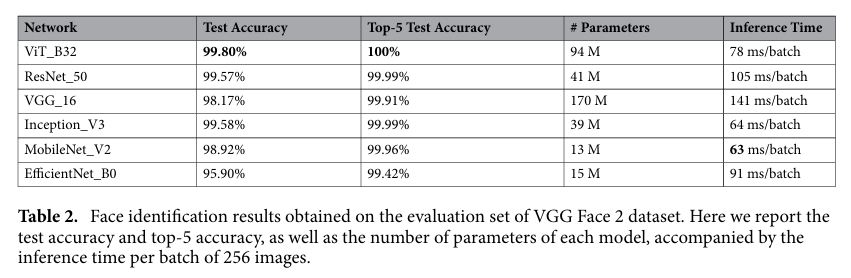 Network Test Accuracy Top-5 Test Accuracy # Parameters Inference Time
ViT_B32 99.80% 100% 94 M 78 ms/batch
ResNet_50 99.57% 99.99% 41 M 105 ms/batch
VGG_16 98.17% 99.91% 170 M 141 ms/batch
Inception_V3 99.58% 99.99% 39 M 64 ms/batch
MobileNet_V2 98.92% 99.96% 13 M 63 ms/batch
EfficientNet_B0 95.90% 99.42% 15 M 91 ms/batch
Table 2. Face identification results obtained on the evaluation set of VGG Face 2 dataset. Here we report the
test accuracy and top-5 accuracy, as well as the number of parameters of each model, accompanied by the
inference time per batch of 256 images.